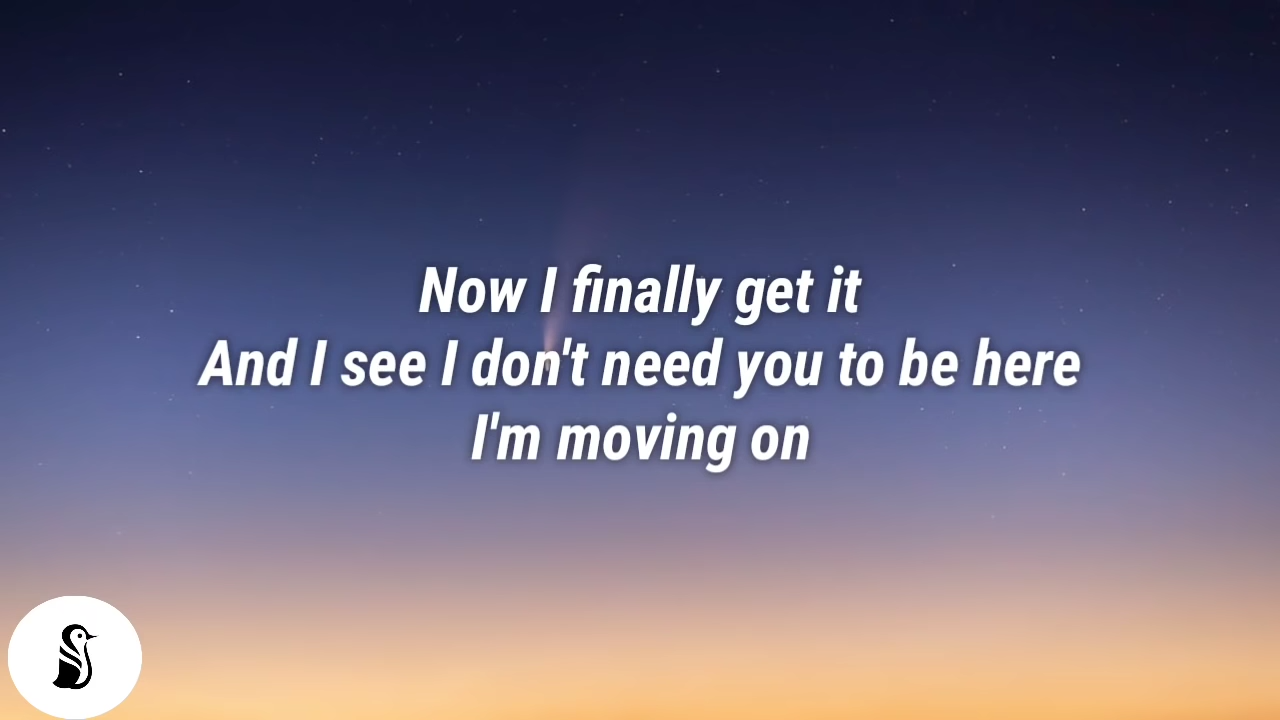 Now I finally get it
And I see I don't need you to be here
I'm moving on